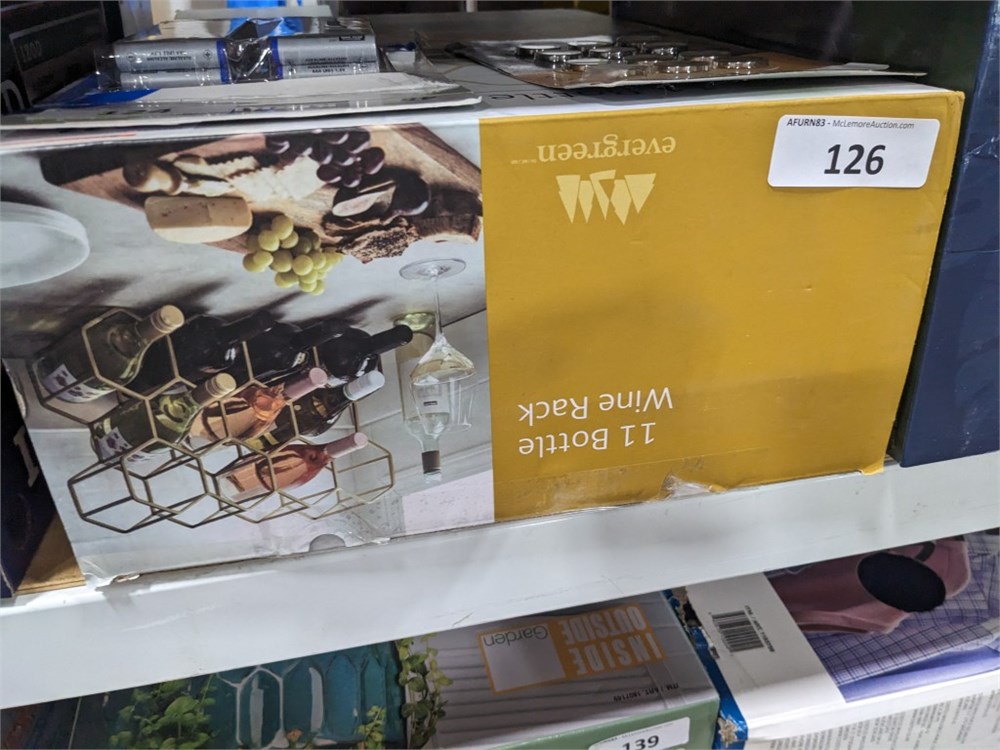 AFURN83 - McLemoreAuction.com
126
evergreen
11 Bottle
Wine Rack
INSIDE
OUTSIDE
Garden
139